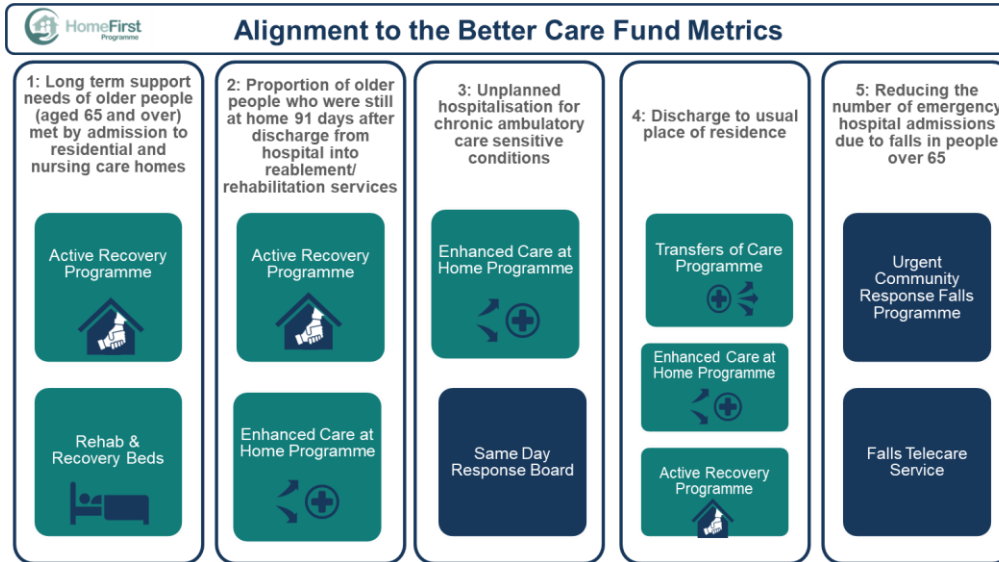 HomeFirst
Programme
Alignment to the Better Care Fund Metrics
1: Long term support
needs of older people
(aged 65 and over)
met by admission to
residential and
nursing care homes
Active Recovery
Programme
Rehab &
Recovery Beds
2: Proportion of older
people who were still
at home 91 days after
discharge from
hospital into
reablement/
rehabilitation services
Active Recovery
Programme
Enhanced Care at
Home Programme
3: Unplanned
hospitalisation for
chronic ambulatory
care sensitive
conditions
Enhanced Care at
Home Programme
Same Day
Response Board
4: Discharge to usual
place of residence
Transfers of Care
Programme
Enhanced Care at
Home Programme
Active Recovery
Programme
5: Reducing the
number of emergency
hospital admissions
due to falls in people
over 65
Urgent
Community
Response Falls
Programme
Falls Telecare
Service